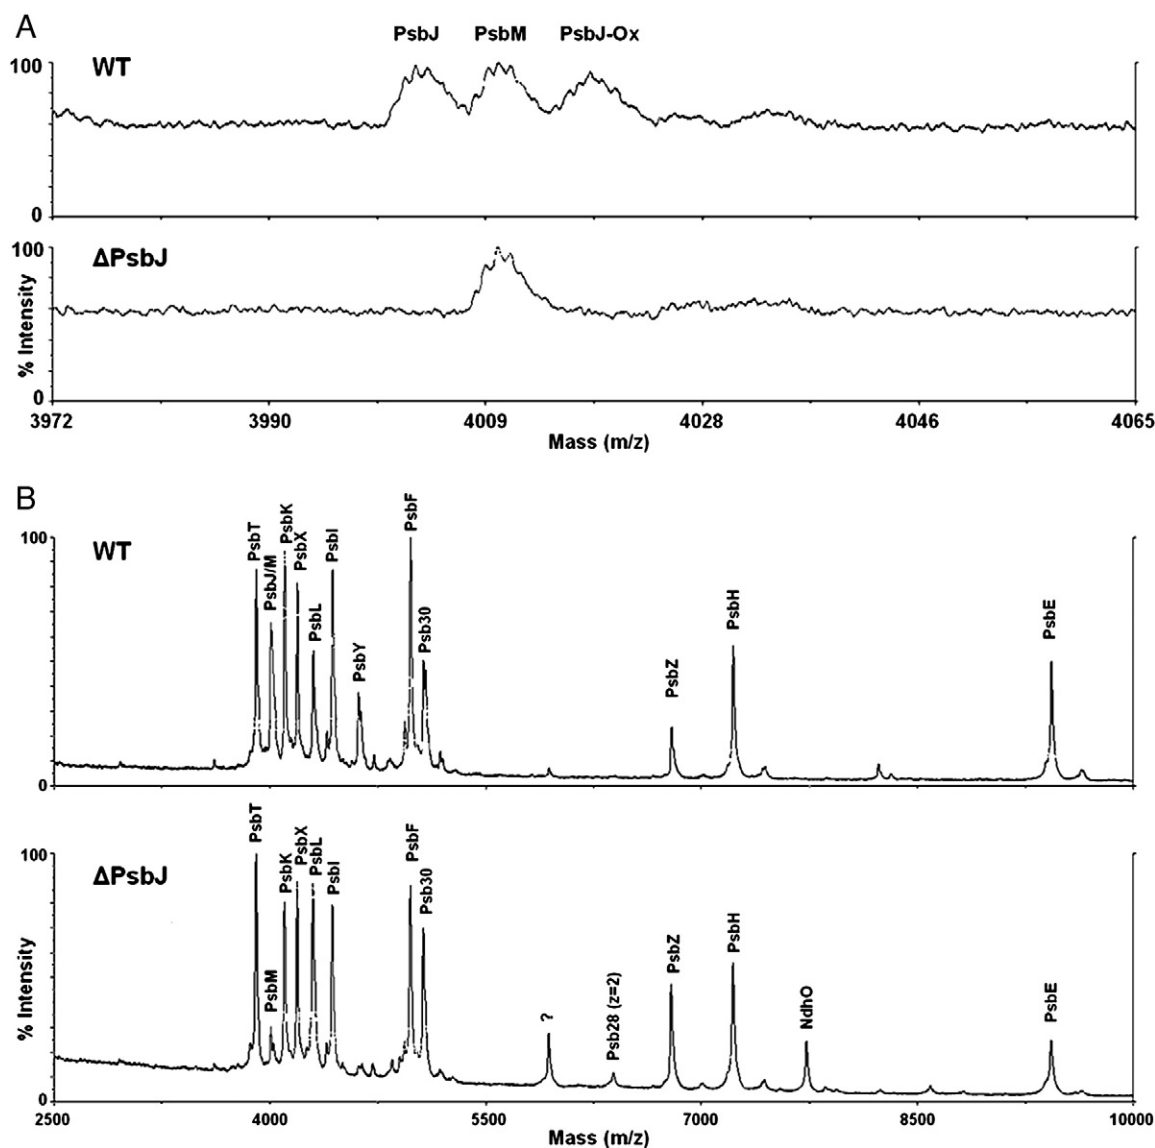 A
PsbJ PsbM PsbJ-Ox
WT
100
0
ΔPsbJ
100
% Intensity
0
3972 3990 4009 4028 4046 4065
Mass (m/z)
B
WT
100
PsbT
PsbJ/M
PsbK
PsbX
PsbL
PsbI
PsbY
PsbF
Psb30
PsbZ
PsbH
PsbE
0
ΔPsbJ
100
% Intensity
PsbT
PsbM
PsbK
PsbX
PsbL
PsbI
PsbF
Psb30
?
Psb28 (z=2)
PsbZ
PsbH
NdhO
PsbE
0
2500 4000 5500 7000 8500 10000
Mass (m/z)